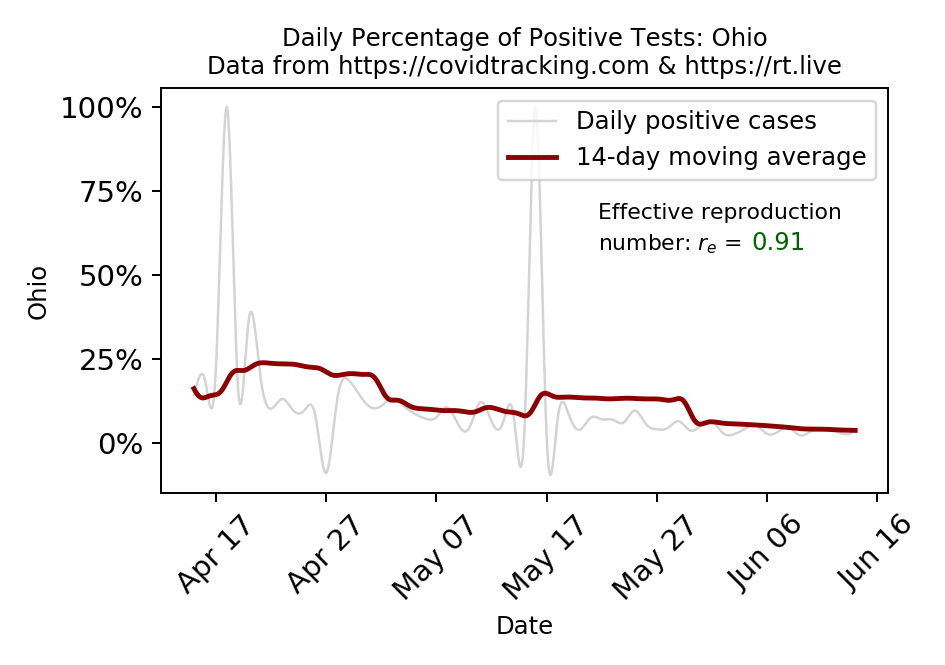 Daily Percentage of Positive Tests: Ohio
Data from https://covidtracking.com & https://rt.live
100%
75%
50%
25%
0%
Ohio
Daily positive cases
14-day moving average
Effective reproduction
number: rₑ = 0.91
Apr 17
Apr 27
May 07
May 17
May 27
Jun 06
Jun 16
Date